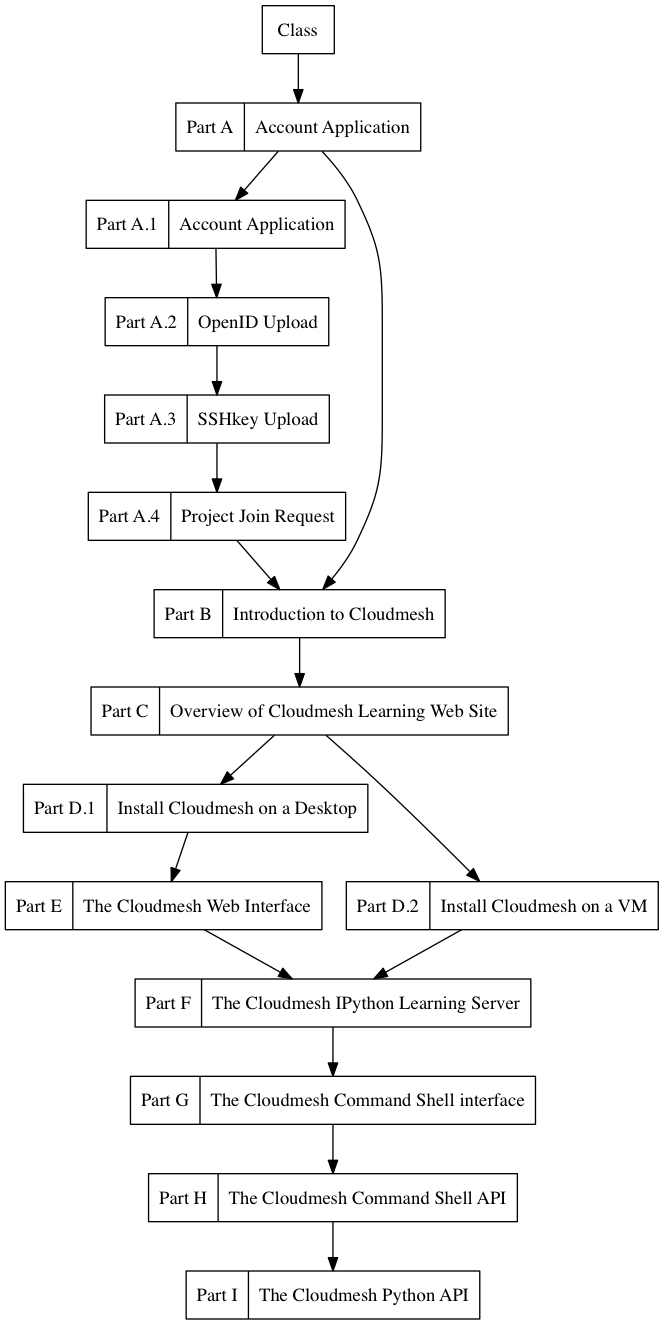 Class
Part A Account Application
Part A.1 Account Application
Part A.2 OpenID Upload
Part A.3 SSHkey Upload
Part A.4 Project Join Request
Part B Introduction to Cloudmesh
Part C Overview of Cloudmesh Learning Web Site
Part D.1 Install Cloudmesh on a Desktop
Part E The Cloudmesh Web Interface
Part D.2 Install Cloudmesh on a VM
Part F The Cloudmesh IPython Learning Server
Part G The Cloudmesh Command Shell interface
Part H The Cloudmesh Command Shell API
Part I The Cloudmesh Python API